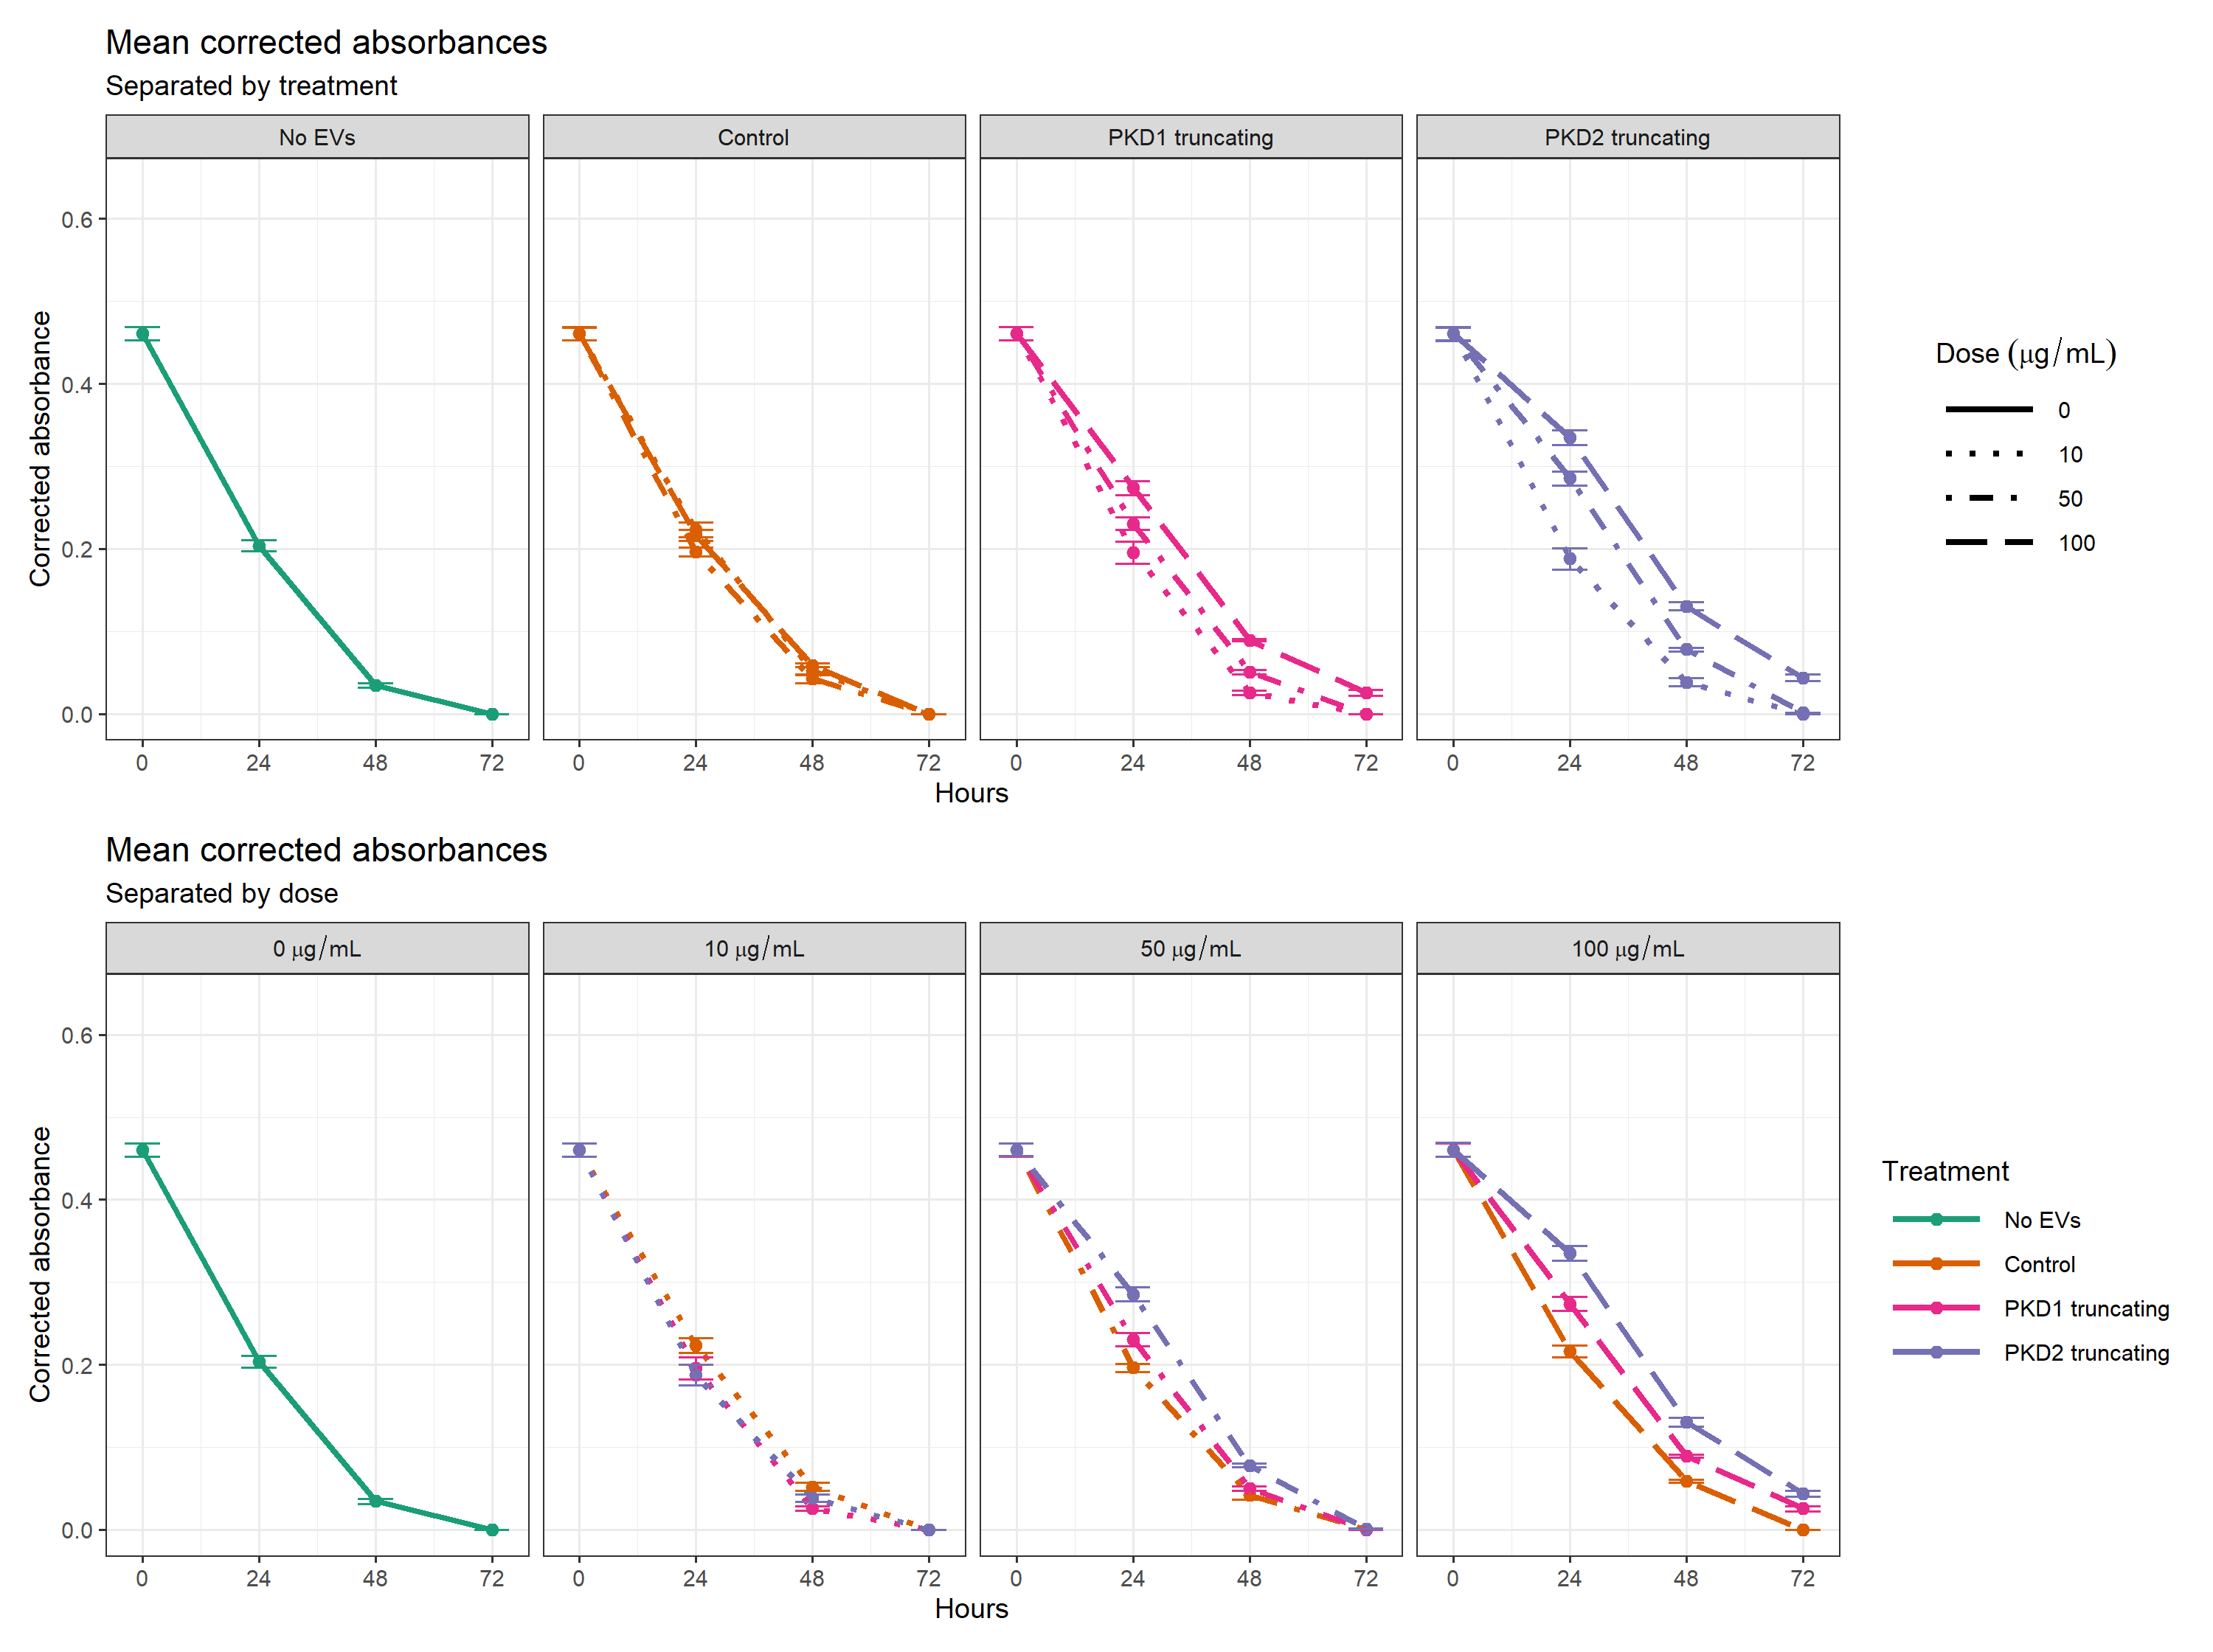 Mean corrected absorbances
Separated by treatment
No EVs Control PKD1 truncating PKD2 truncating
Corrected absorbance
0.6
0.4
0.2
0.0
0 24 48 72 0 24 48 72 0 24 48 72 0 24 48 72
Hours
Dose (μg/mL)
0
10
50
100
Mean corrected absorbances
Separated by dose
0 μg/mL 10 μg/mL 50 μg/mL 100 μg/mL
Corrected absorbance
0.6
0.4
0.2
0.0
0 24 48 72 0 24 48 72 0 24 48 72 0 24 48 72
Hours
Treatment
No EVs
Control
PKD1 truncating
PKD2 truncating